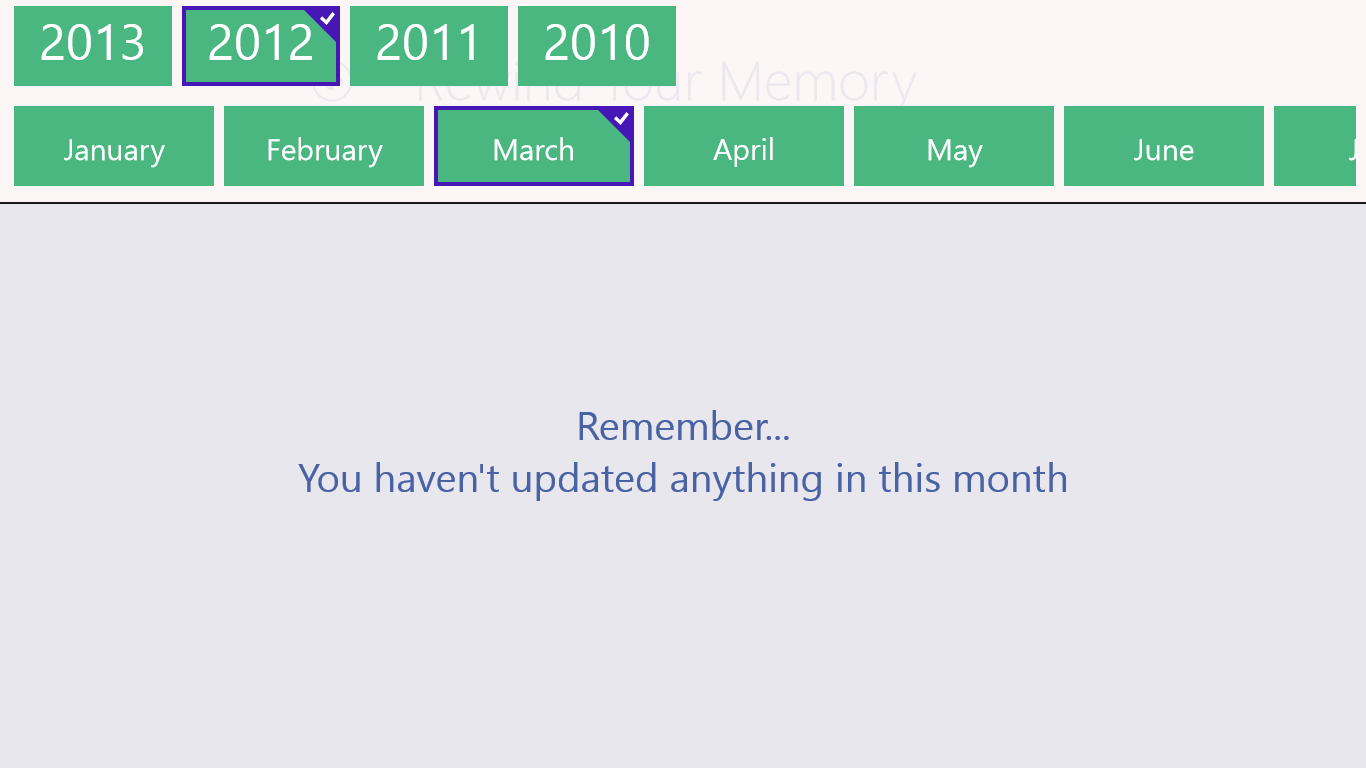 2013 2012 2011 2010
Rewind Your Memory
January February March April May June J
Remember...
You haven't updated anything in this month